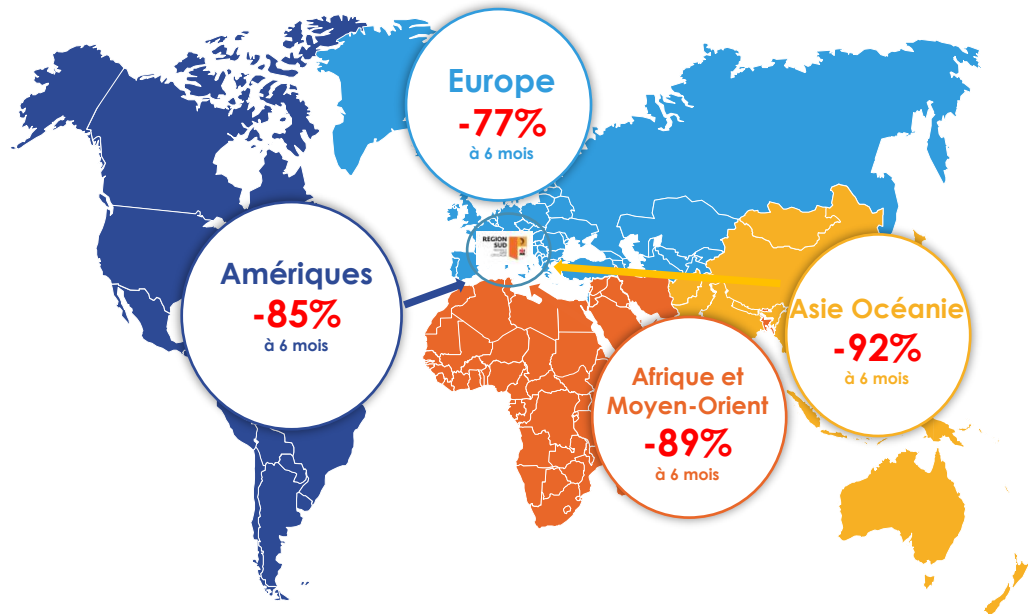 Europe
-77%
à 6 mois
REGION
SUD
Amériques
-85%
à 6 mois
Asie Océanie
-92%
à 6 mois
Afrique et
Moyen-Orient
-89%
à 6 mois